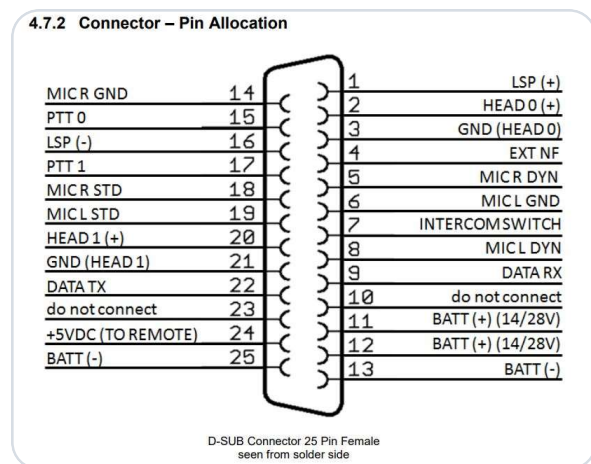 4.7.2 Connector – Pin Allocation
MIC R GND 14
PTT 0 15
LSP (-) 16
PTT 1 17
MIC R STD 18
MIC L STD 19
HEAD 1 (+) 20
GND (HEAD 1) 21
DATA TX 22
do not connect 23
+5VDC (TO REMOTE) 24
BATT (-) 25
1 LSP (+)
2 HEAD 0 (+)
3 GND (HEAD 0)
4 EXT NF
5 MIC R DYN
6 MIC L GND
7 INTERCOM SWITCH
8 MIC L DYN
9 DATA RX
10 do not connect
11 BATT (+) (14/28V)
12 BATT (+) (14/28V)
13 BATT (-)
D-SUB Connector 25 Pin Female
seen from solder side